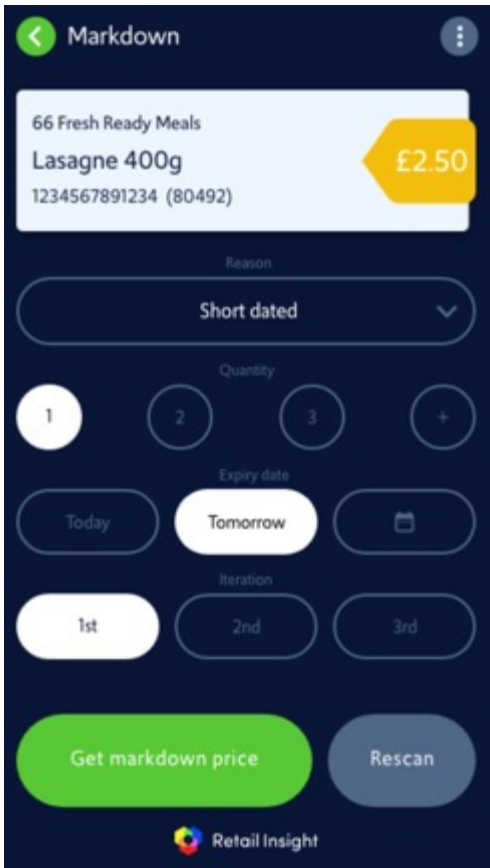 Markdown
66 Fresh Ready Meals
Lasagne 400g
£2.50
1234567891234 (80492)
Reason
Short dated
Quantity
1 2 3 +
Expiry date
Today Tomorrow
Iteration
1st 2nd 3rd
Get markdown price Rescan
Retail Insight